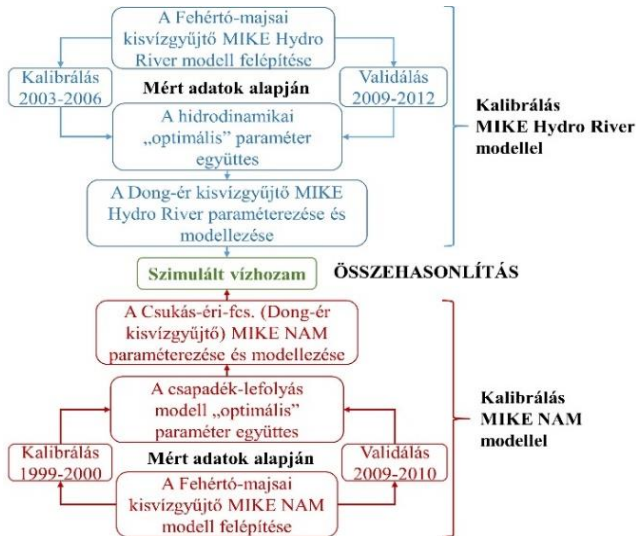 A Fehértó-majsai
kisvízgyűjtő MIKE Hydro
River modell felépítése
Kalibrálás
2003-2006
Mért adatok alapján
Validálás
2009-2012
A hidrodinamikai
„optimális” paraméter
együttes
A Dong-ér kisvízgyűjtő MIKE
Hydro River paraméterezése és
modellezése
Kalibrálás
MIKE Hydro River
modellel
Szimulált vízhozam
ÖSSZEHASONLÍTÁS
A Csukás-éri-fcs. (Dong-ér
kisvízgyűjtő) MIKE NAM
paraméterezése és modellezése
A csapadék-lefolyás
modell „optimális”
paraméter együttes
Kalibrálás
1999-2000
Mért adatok alapján
Validálás
2009-2010
A Fehértó-majsai
kisvízgyűjtő MIKE NAM
modell felépítése
Kalibrálás
MIKE NAM
modellel